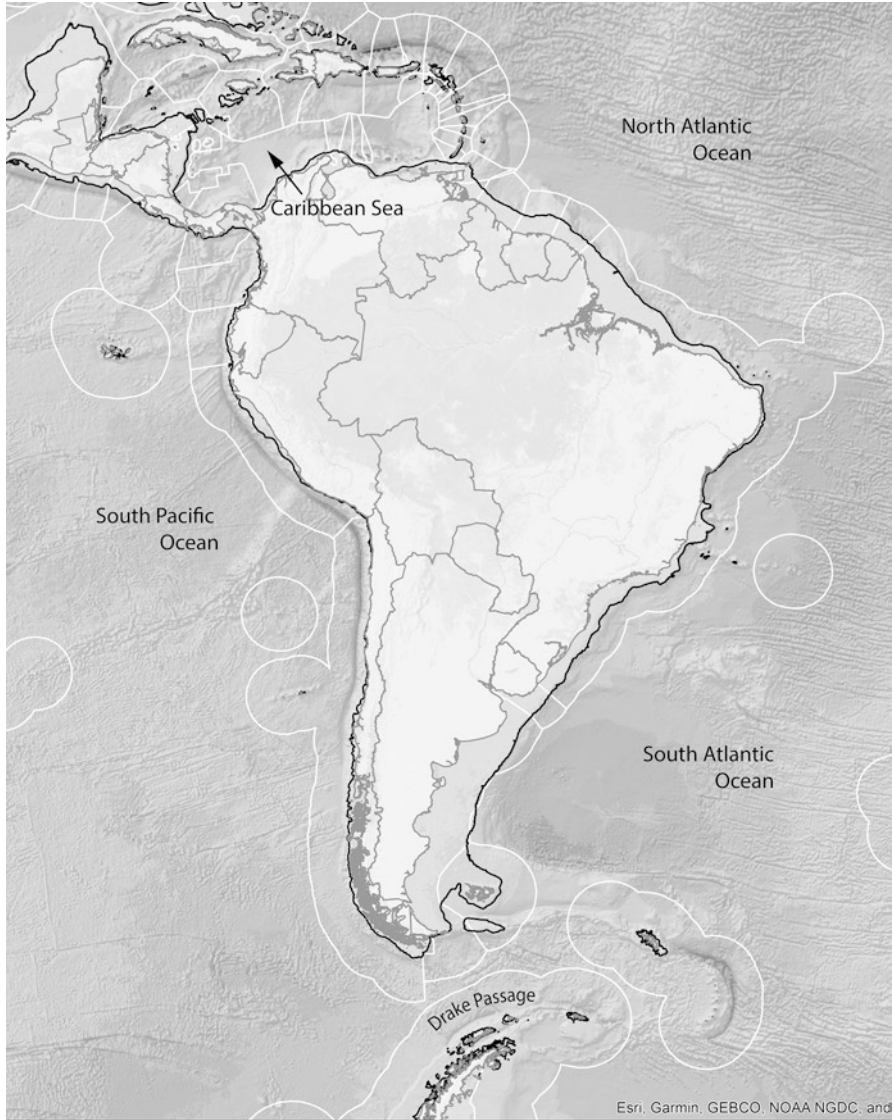 North Atlantic
Ocean
Caribbean Sea
South Pacific
Ocean
South Atlantic
Ocean
Drake Passage
Esri, Garmin, GEBCO, NOAA NGDC, and